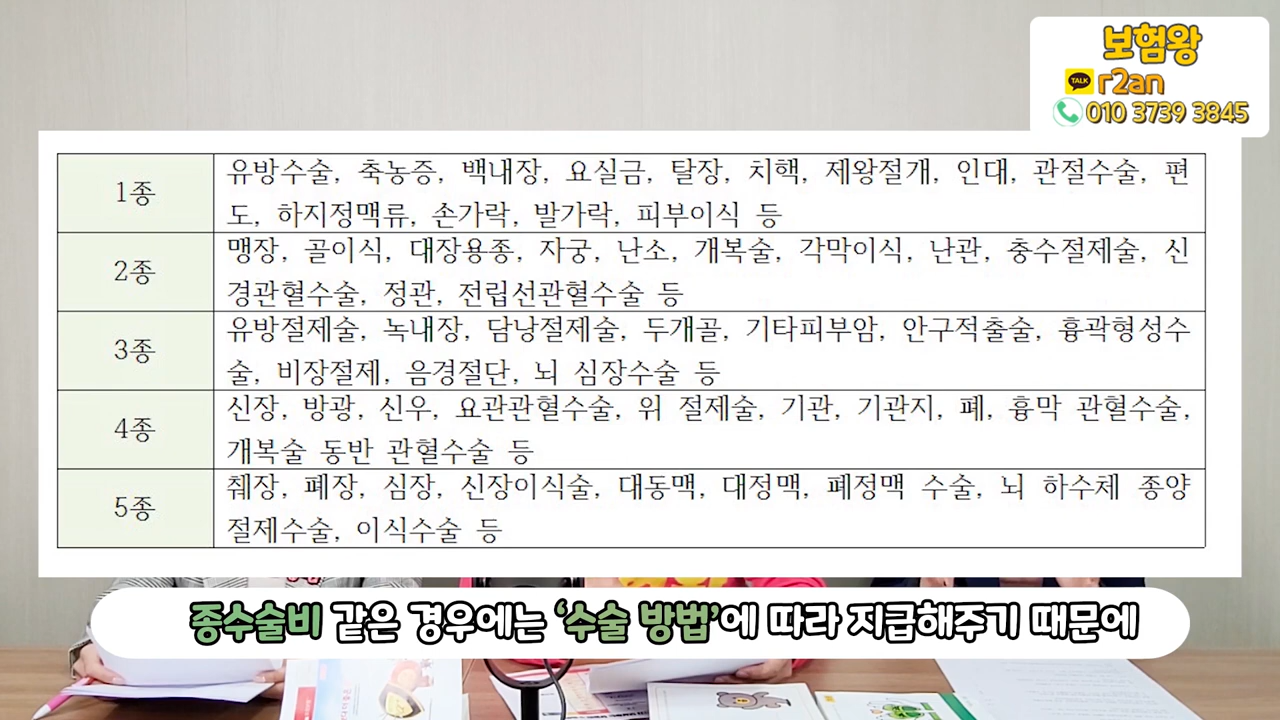 보험왕
TALK r2an
010 3739 3845
1종
유방수술, 축농증, 백내장, 요실금, 탈장, 치핵, 제왕절개, 인대, 관절수술, 편
도, 하지정맥류, 손가락, 발가락, 피부이식 등
2종
맹장, 골이식, 대장용종, 자궁, 난소, 개복술, 각막이식, 난관, 충수절제술, 신
경관혈수술, 정관, 전립선관혈수술 등
3종
유방절제술, 녹내장, 담낭절제술, 두개골, 기타피부암, 안구적출술, 흉곽형성수
술, 비장절제, 음경절단, 뇌 심장수술 등
4종
신장, 방광, 신우, 요관관혈수술, 위 절제술, 기관, 기관지, 폐, 흉막 관혈수술,
개복술 동반 관혈수술 등
5종
췌장, 폐장, 심장, 신장이식술, 대동맥, 대정맥, 폐정맥 수술, 뇌 하수체 종양
절제수술, 이식수술 등
종수술비 같은 경우에는 ‘수술 방법’에 따라 지급해주기 때문에